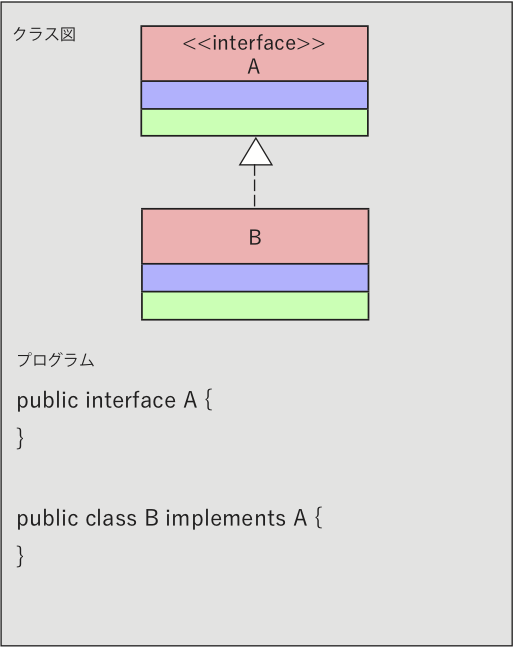 クラス図
<<interface>>
A
B
プログラム
public interface A {
}
public class B implements A {
}